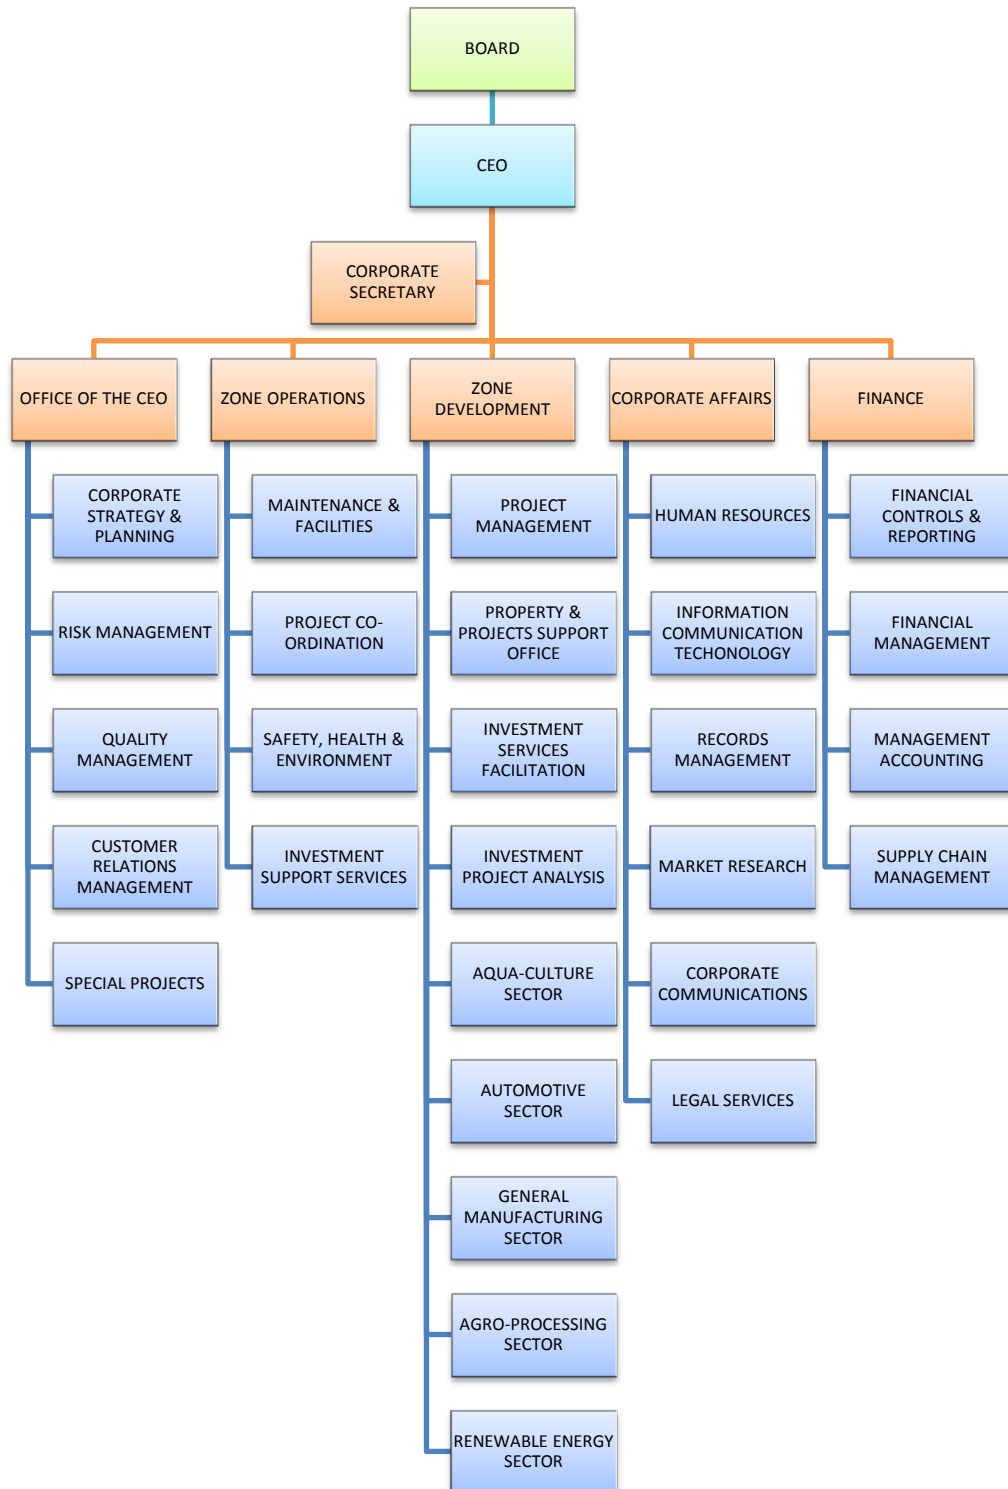 BOARD
CEO
CORPORATE
SECRETARY
OFFICE OF THE CEO
ZONE OPERATIONS
ZONE
DEVELOPMENT
CORPORATE AFFAIRS
FINANCE
CORPORATE
STRATEGY &
PLANNING
RISK MANAGEMENT
QUALITY
MANAGEMENT
CUSTOMER
RELATIONS
MANAGEMENT
SPECIAL PROJECTS
MAINTENANCE &
FACILITIES
PROJECT CO-
ORDINATION
SAFETY, HEALTH &
ENVIRONMENT
INVESTMENT
SUPPORT SERVICES
PROJECT
MANAGEMENT
PROPERTY &
PROJECTS SUPPORT
OFFICE
INVESTMENT
SERVICES
FACILITATION
INVESTMENT
PROJECT ANALYSIS
AQUA-CULTURE
SECTOR
AUTOMOTIVE
SECTOR
GENERAL
MANUFACTURING
SECTOR
AGRO-PROCESSING
SECTOR
RENEWABLE ENERGY
SECTOR
HUMAN RESOURCES
INFORMATION
COMMUNICATION
TECHONOLOGY
RECORDS
MANAGEMENT
MARKET RESEARCH
CORPORATE
COMMUNICATIONS
LEGAL SERVICES
FINANCIAL
CONTROLS &
REPORTING
FINANCIAL
MANAGEMENT
MANAGEMENT
ACCOUNTING
SUPPLY CHAIN
MANAGEMENT